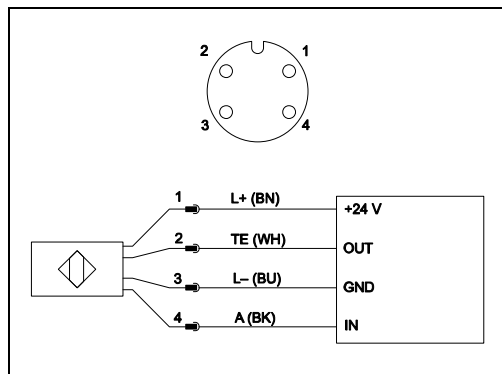 2 1
3 4
1 L+ (BN) +24 V
2 TE (WH) OUT
3 L– (BU) GND
4 A (BK) IN